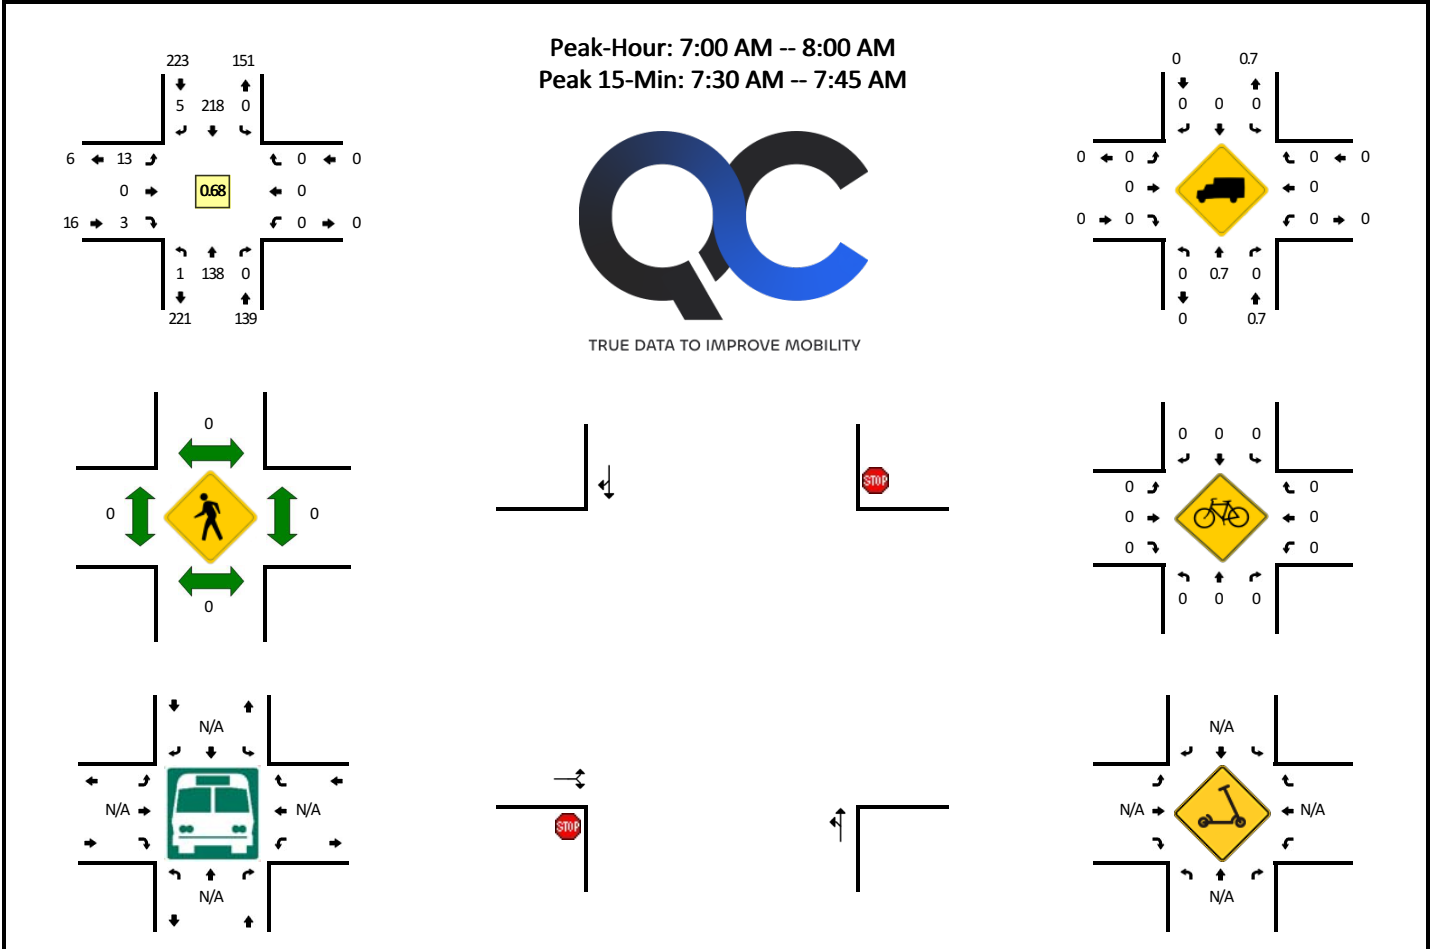 Peak-Hour: 7:00 AM -- 8:00 AM
Peak 15-Min: 7:30 AM -- 7:45 AM
223 151
5 218 0
6 13 0 0
0 0.68 0
16 3 0 0
1 138 0
221 139
QC
TRUE DATA TO IMPROVE MOBILITY
0 0.7
0 0 0
0 0 0 0
0 0
0 0 0 0
0 0.7 0
0 0.7
0
0 0
0
STOP
STOP
0 0 0
0 0
0 0
0 0
0 0 0
N/A
N/A N/A
N/A
N/A
N/A N/A
N/A